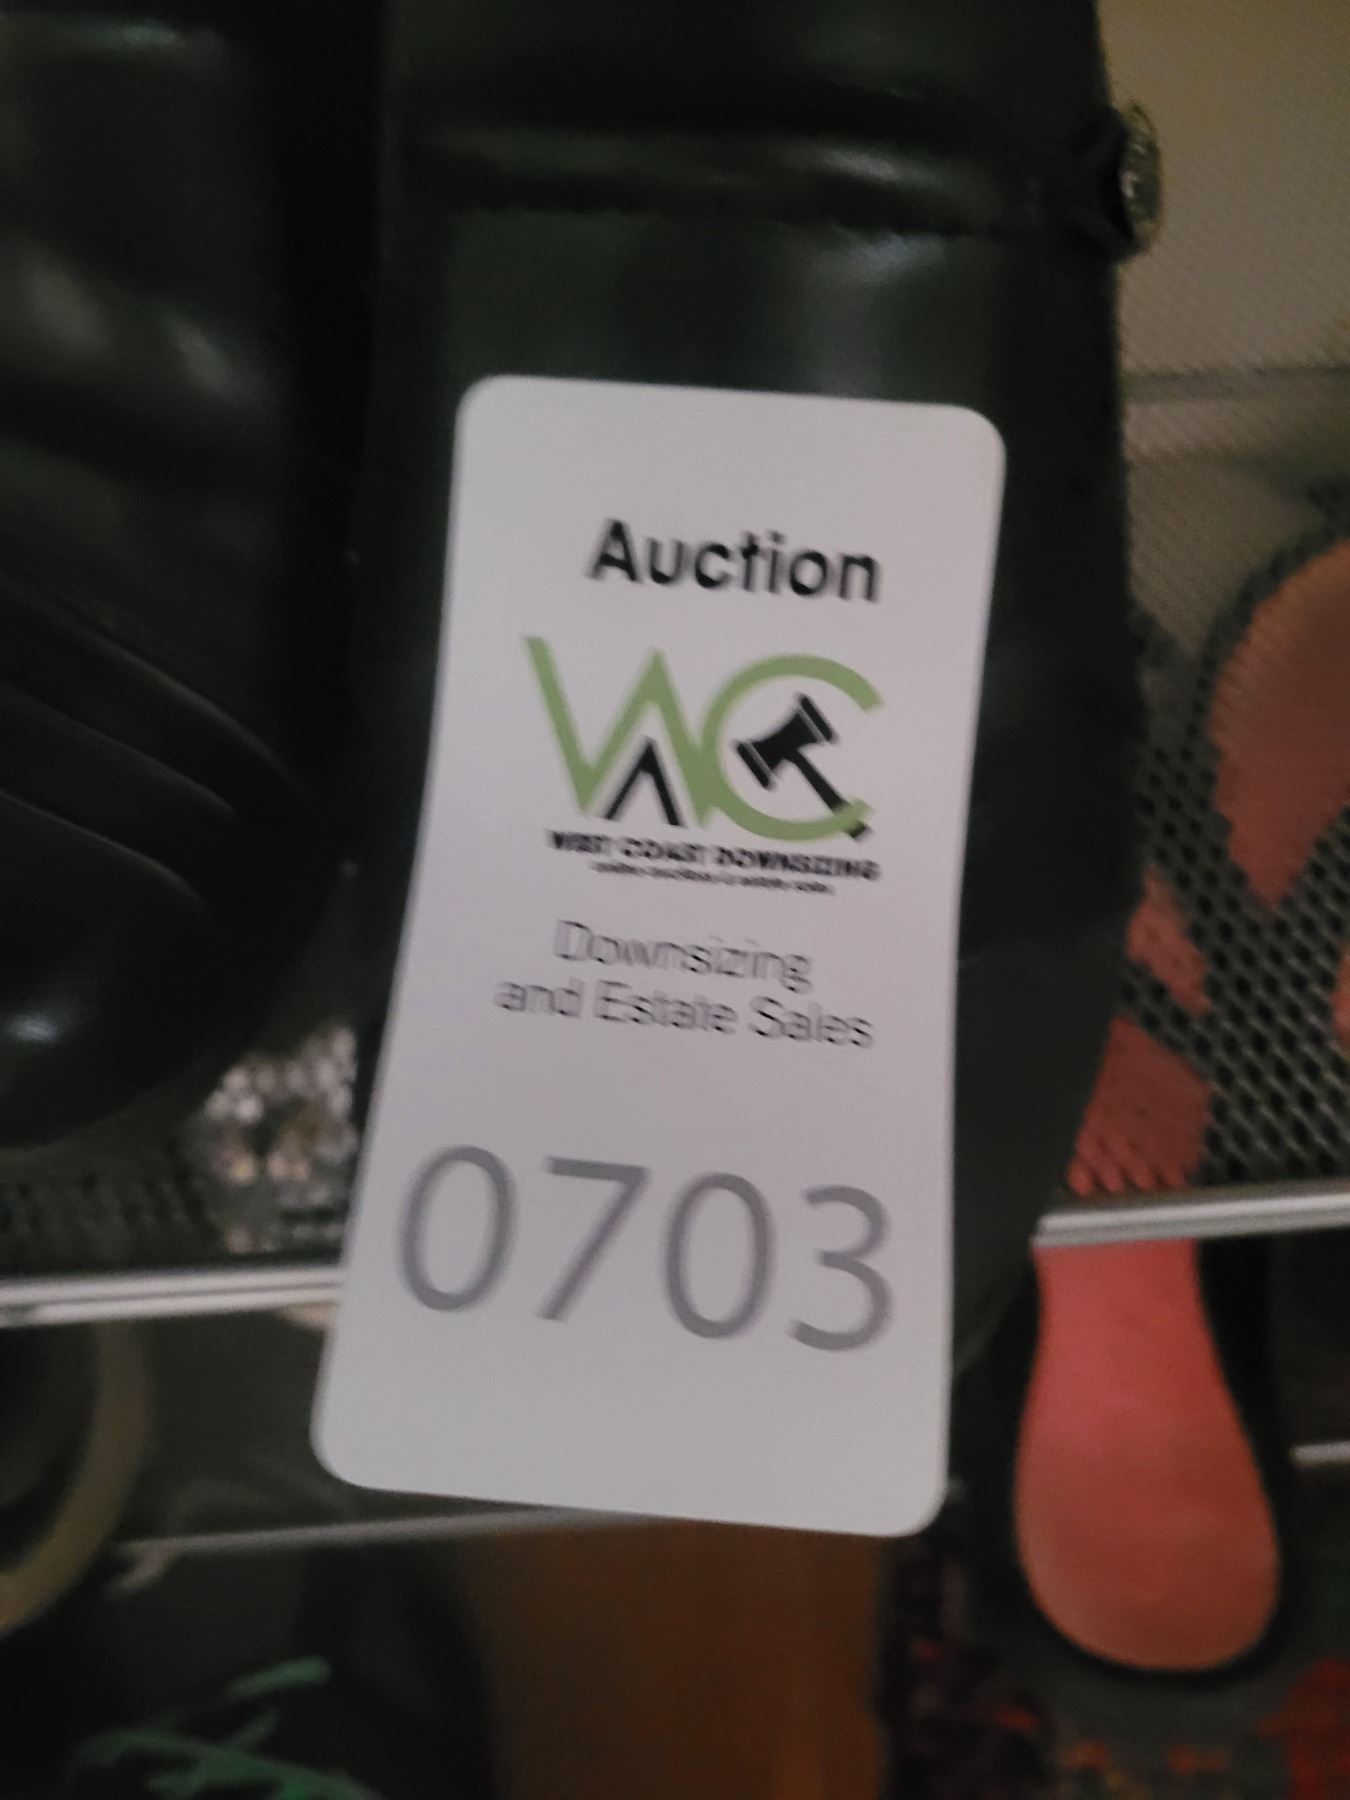 Auction
WC
WEST COAST DOWNSIZING
Downsizing
and Estate Sales
0703